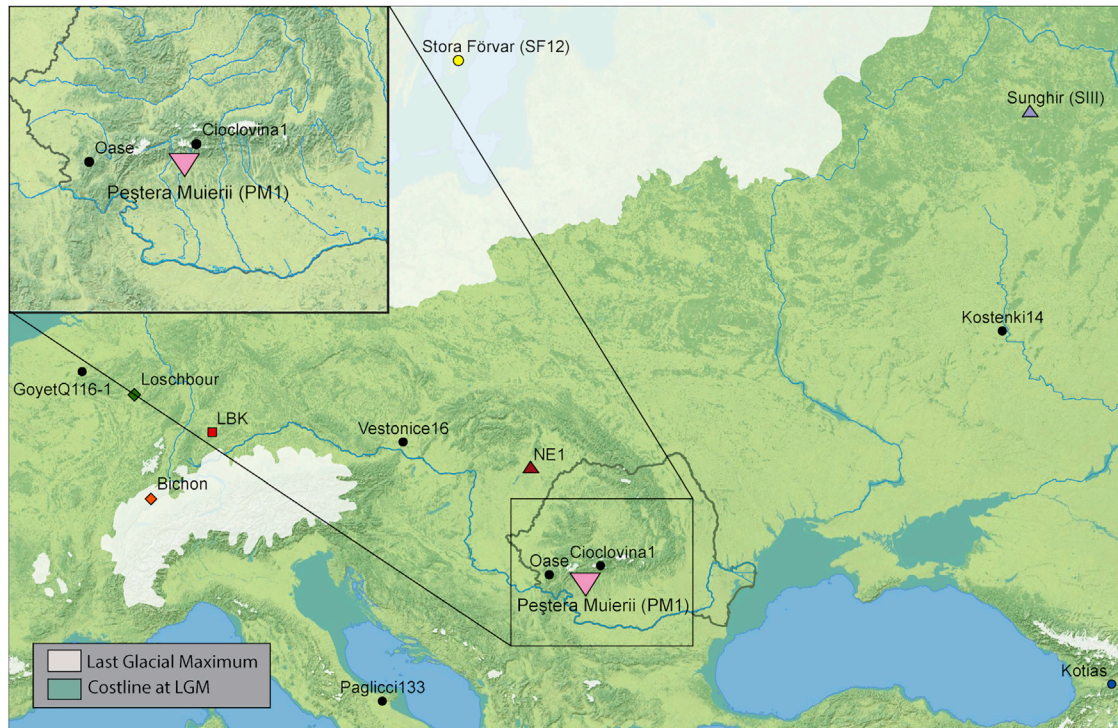 Stora Förvar (SF12)
Sunghir (SIII)
Cioclovina1
Oase
Peştera Muierii (PM1)
Kostenki14
GoyetQ116-1
Loschbour
LBK
Vestonice16
NE1
Bichon
Oase
Cioclovina1
Peştera Muierii (PM1)
Last Glacial Maximum
Costline at LGM
Paglicci133
Kotias